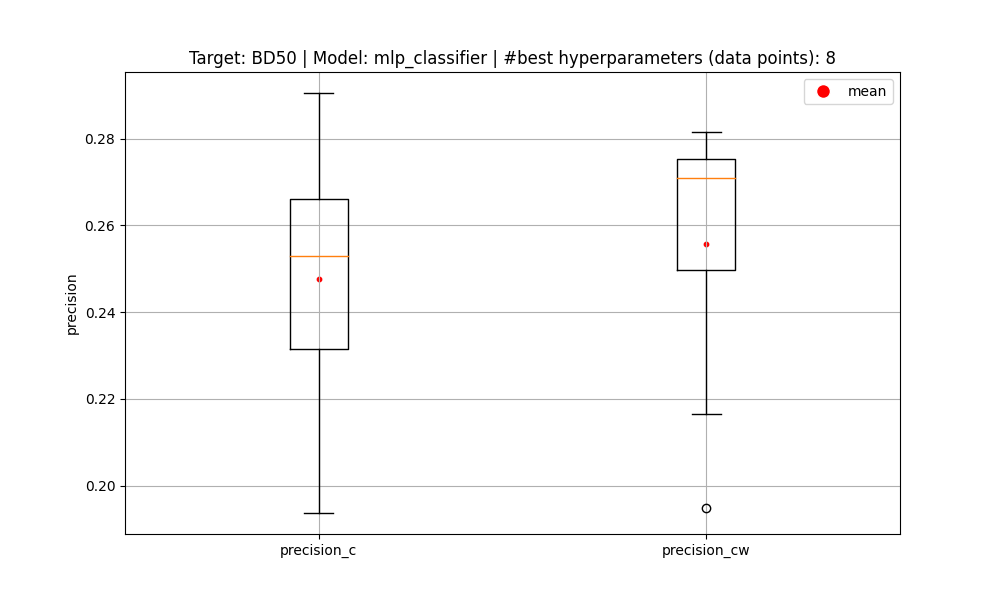 Target: BD50 | Model: mlp_classifier | #best hyperparameters (data points): 8
mean
0.28
0.26
0.24
0.22
0.20
precision
precision_c
precision_cw